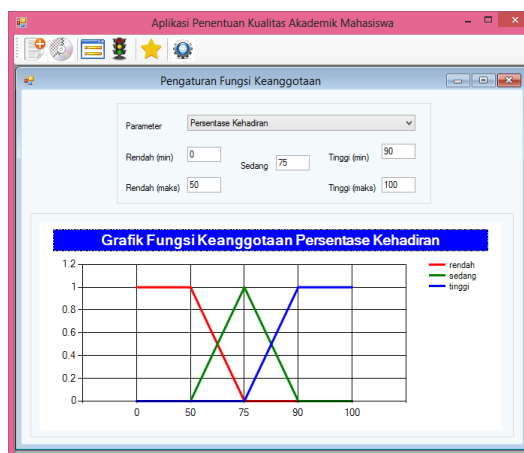 Aplikasi Penentuan Kualitas Akademik Mahasiswa
Pengaturan Fungsi Keanggotaan
Parameter Persentase Kehadiran
Rendah (min) 0 Sedang 75 Tinggi (min) 90
Rendah (maks) 50 Tinggi (maks) 100
Grafik Fungsi Keanggotaan Persentase Kehadiran
1.2
1
0.8
0.6
0.4
0.2
0
0 50 75 90 100
rendah
sedang
tinggi